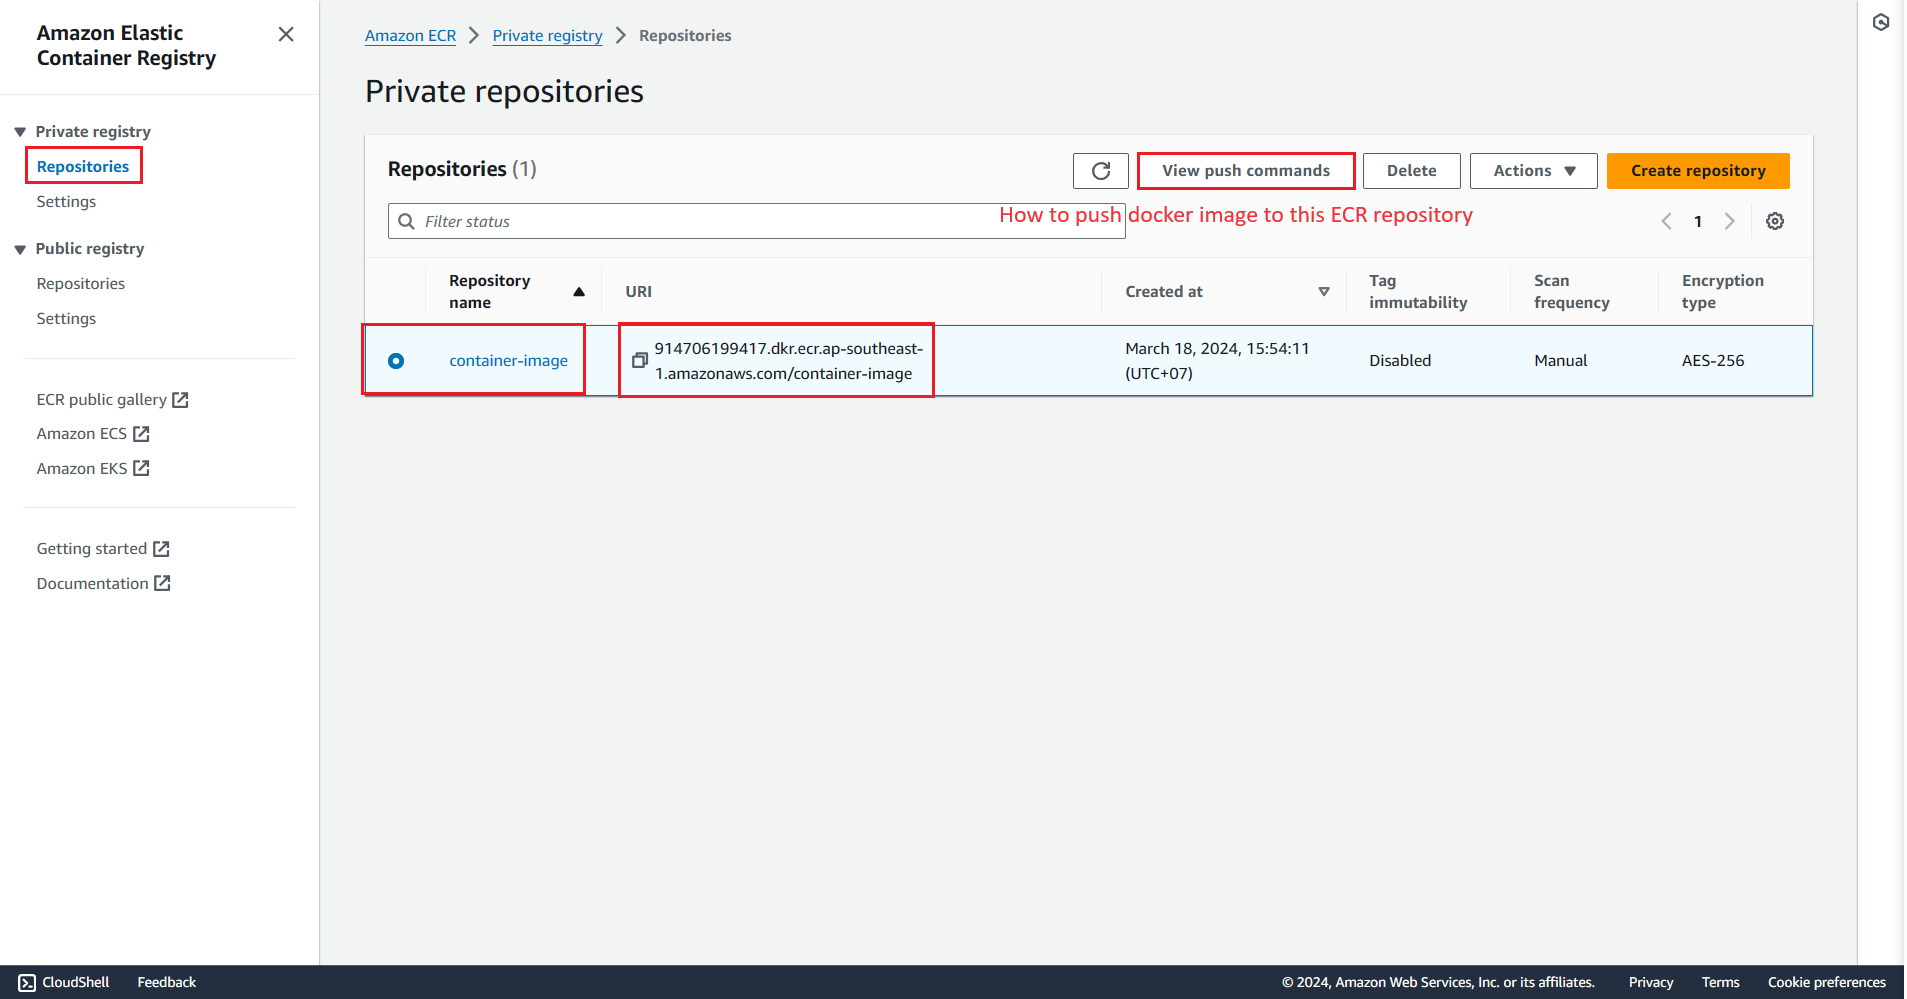 Amazon Elastic
Container Registry
Private registry
Repositories
Settings
Public registry
Repositories
Settings
ECR public gallery
Amazon ECS
Amazon EKS
Getting started
Documentation
Amazon ECR > Private registry > Repositories
Private repositories
Repositories (1)
View push commands
Delete
Actions
Create repository
Filter status
How to push docker image to this ECR repository
1
Repository
name
URI
Created at
Tag
immutability
Scan
frequency
Encryption
type
container-image
914706199417.dkr.ecr.ap-southeast-
1.amazonaws.com/container-image
March 18, 2024, 15:54:11
(UTC+07)
Disabled
Manual
AES-256
CloudShell
Feedback
© 2024, Amazon Web Services, Inc. or its affiliates.
Privacy
Terms
Cookie preferences